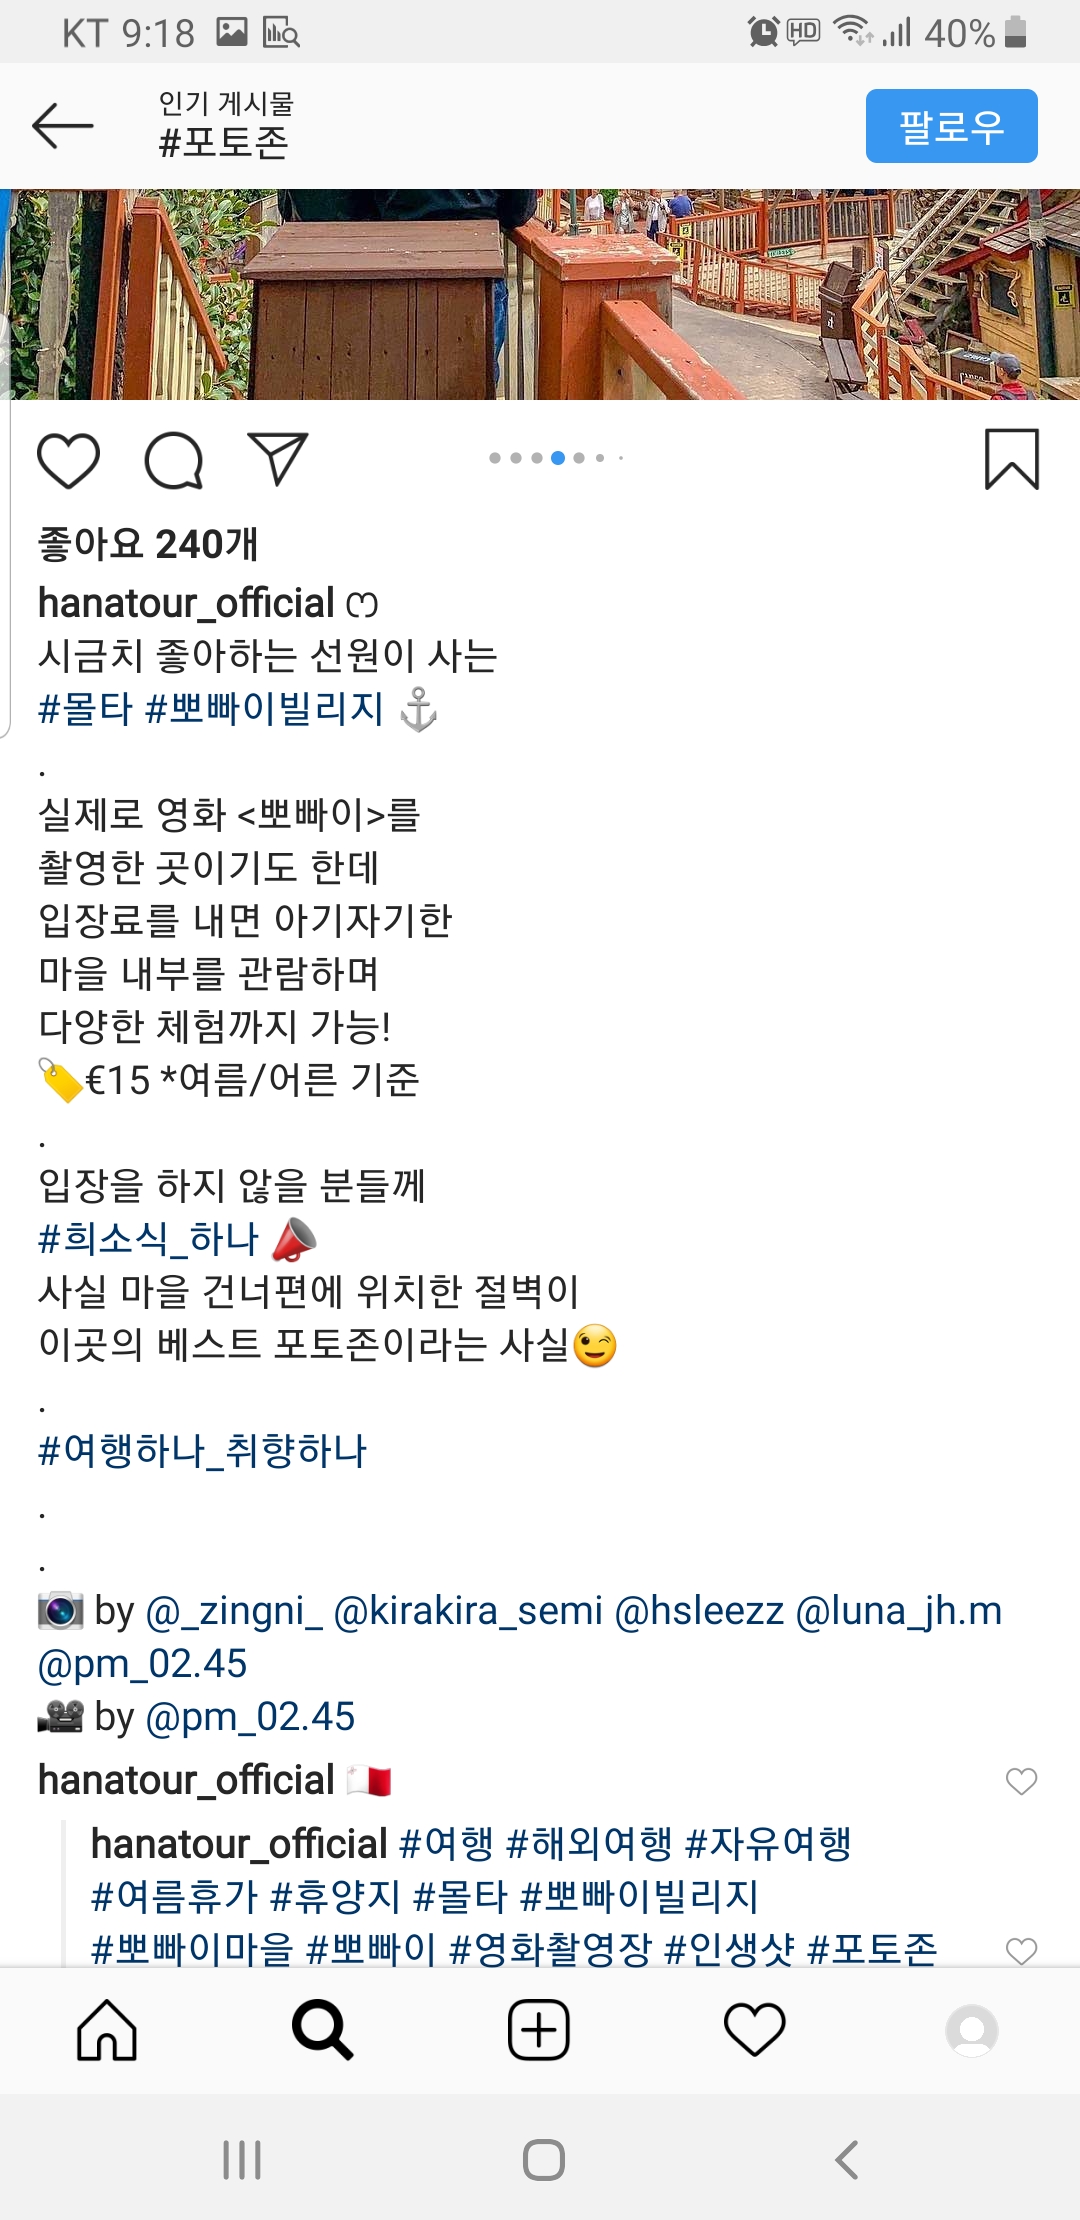 KT 9:18 HD 40%
인기 게시물
#포토존
팔로우
좋아요 240개
hanatour_official ෆ
시금치 좋아하는 선원이 사는
#몰타 #뽀빠이빌리지 ⚓
.
실제로 영화 <뽀빠이>를
촬영한 곳이기도 한데
입장료를 내면 아기자기한
마을 내부를 관람하며
다양한 체험까지 가능!
🏷️€15 *여름/어른 기준
.
입장을 하지 않을 분들께
#희소식_하나 📣
사실 마을 건너편에 위치한 절벽이
이곳의 베스트 포토존이라는 사실😉
.
#여행하나_취향하나
.
.
📷 by @_zingni_ @kirakira_semi @hsleezz @luna_jh.m
@pm_02.45
🎥 by @pm_02.45
hanatour_official 🇲🇹
hanatour_official #여행 #해외여행 #자유여행
#여름휴가 #휴양지 #몰타 #뽀빠이빌리지
#뽀빠이마을 #뽀빠이 #영화촬영장 #인생샷 #포토존